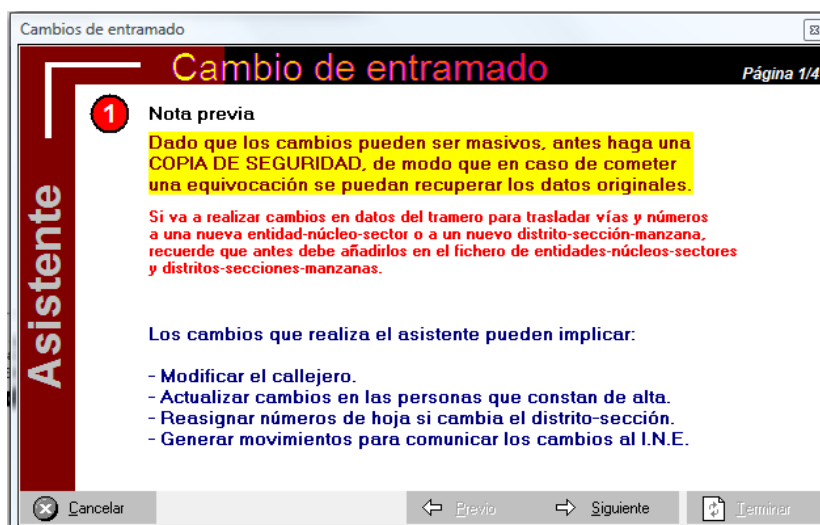 Cambios de entramado
Cambio de entramado
Página 1/4
Asistente
1
Nota previa
Dado que los cambios pueden ser masivos, antes haga una
COPIA DE SEGURIDAD, de modo que en caso de cometer
una equivocación se puedan recuperar los datos originales.
Si va a realizar cambios en datos del tramero para trasladar vías y números
a una nueva entidad-núcleo-sector o a un nuevo distrito-sección-manzana,
recuerde que antes debe añadirlos en el fichero de entidades-núcleos-sectores
y distritos-secciones-manzanas.
Los cambios que realiza el asistente pueden implicar:
- Modificar el callejero.
- Actualizar cambios en las personas que constan de alta.
- Reasignar números de hoja si cambia el distrito-sección.
- Generar movimientos para comunicar los cambios al I.N.E.
Cancelar
Previo
Siguiente
Terminar